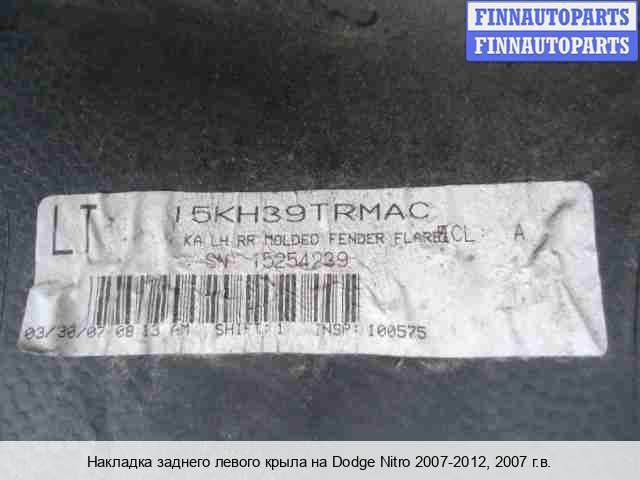 FINNAUTOPARTS
FINNAUTOPARTS
LT 15KH39TRMAC
KA LH RR MOLDED FENDER FLARE CL A
SN 15254239
03/30/07 08 13 AM SHIFT: 1 INSP: 100575
Накладка заднего левого крыла на Dodge Nitro 2007-2012, 2007 г.в.